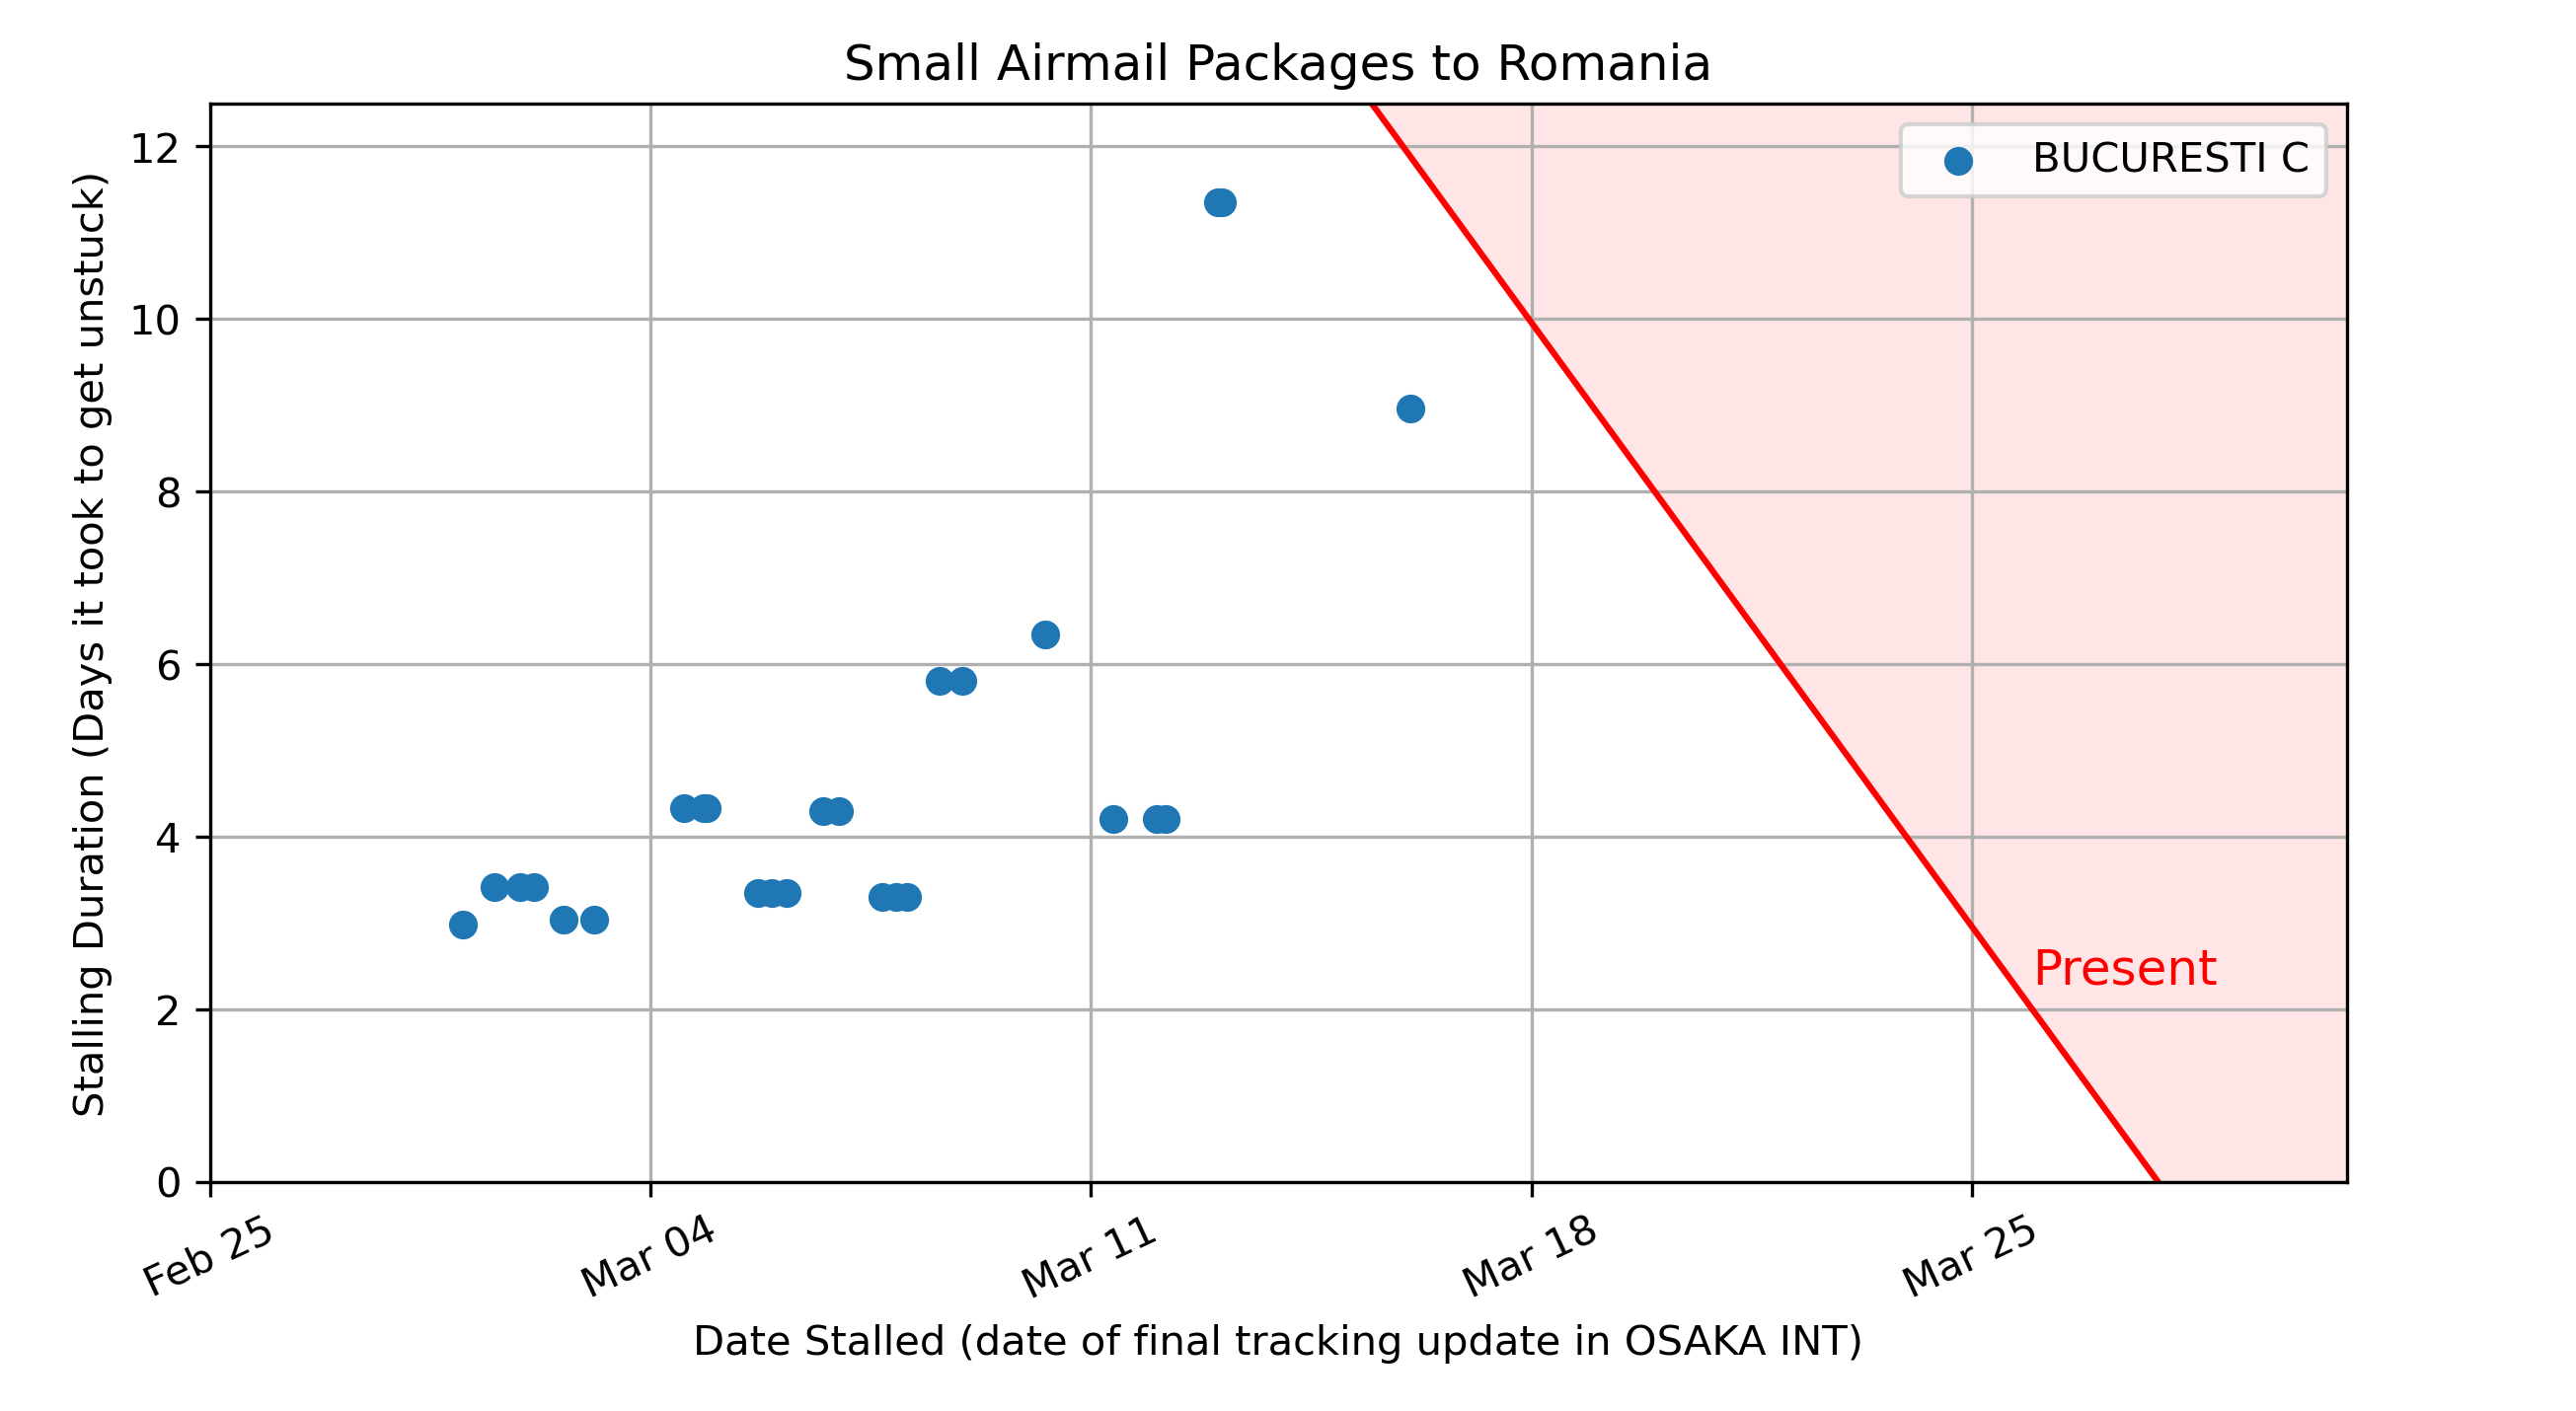 Small Airmail Packages to Romania
BUCURESTI C
Stalling Duration (Days it took to get unstuck)
12
10
8
6
4
2
0
Present
Feb 25
Mar 04
Mar 11
Mar 18
Mar 25
Date Stalled (date of final tracking update in OSAKA INT)